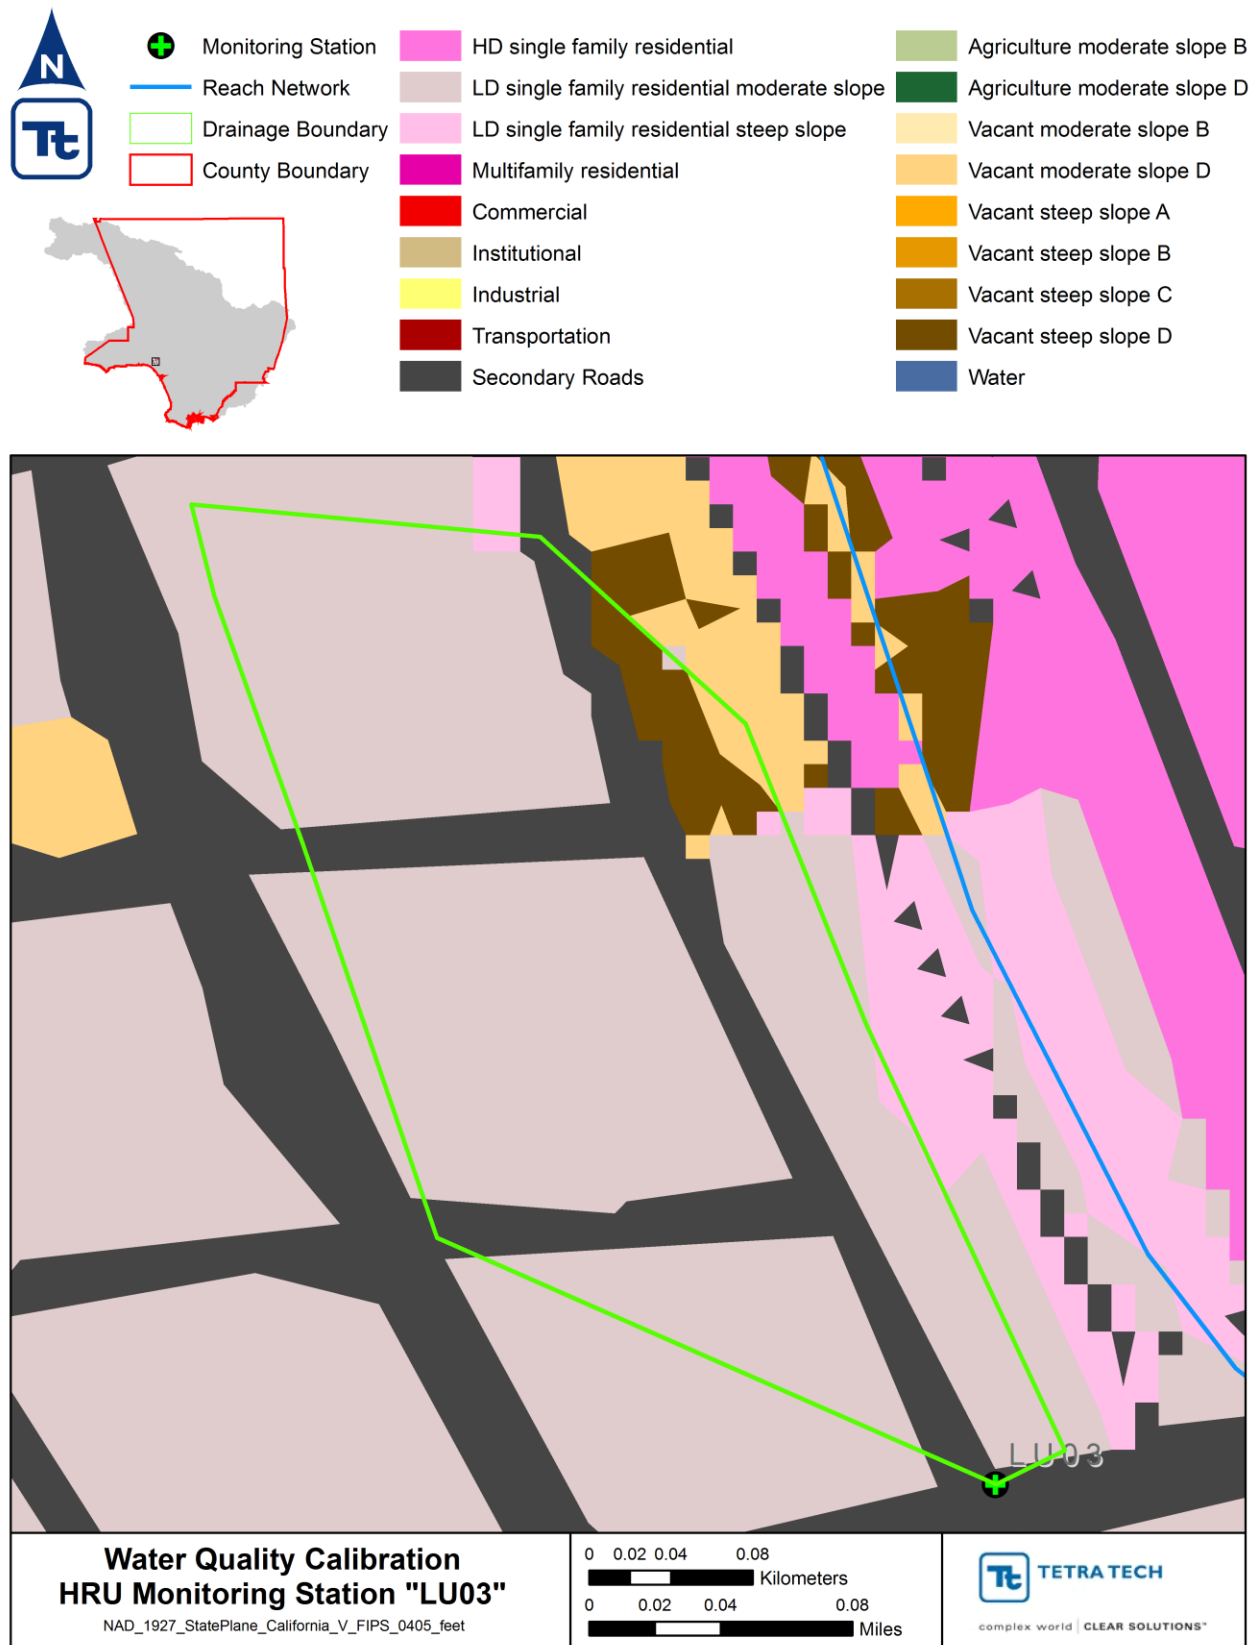 N
Tt
Monitoring Station
Reach Network
Drainage Boundary
County Boundary
HD single family residential
LD single family residential moderate slope
LD single family residential steep slope
Multifamily residential
Commercial
Institutional
Industrial
Transportation
Secondary Roads
Agriculture moderate slope B
Agriculture moderate slope D
Vacant moderate slope B
Vacant moderate slope D
Vacant steep slope A
Vacant steep slope B
Vacant steep slope C
Vacant steep slope D
Water
LU03
Water Quality Calibration
HRU Monitoring Station "LU03"
NAD_1927_StatePlane_California_V_FIPS_0405_feet
0 0.02 0.04 0.08
Kilometers
0 0.02 0.04 0.08
Miles
Tt TETRA TECH
complex world | CLEAR SOLUTIONS™